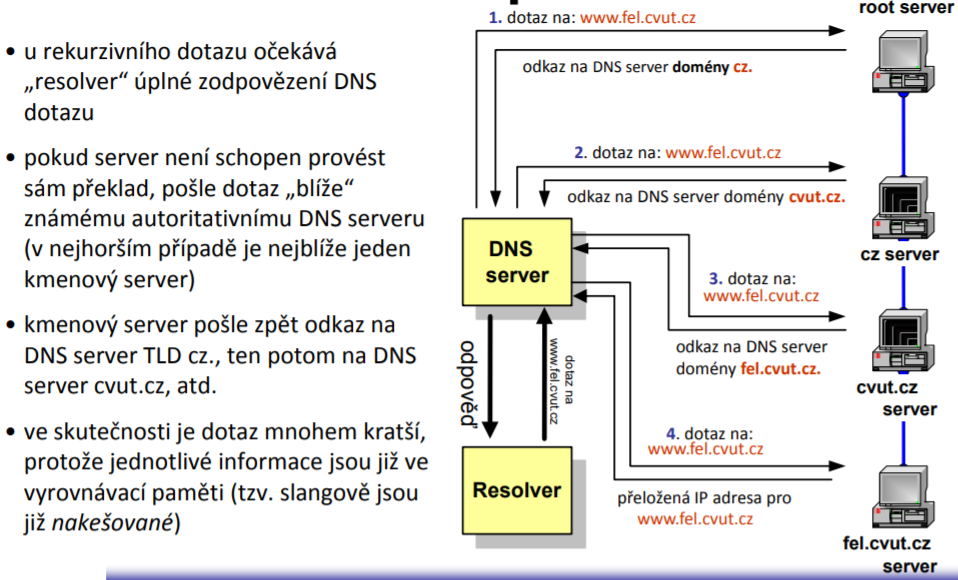 • u rekurzivního dotazu očekává
„resolver“ úplné zodpovězení DNS
dotazu
• pokud server není schopen provést
sám překlad, pošle dotaz „blíže“
známému autoritativnímu DNS serveru
(v nejhorším případě je nejblíže jeden
kmenový server)
• kmenový server pošle zpět odkaz na
DNS server TLD cz., ten potom na DNS
server cvut.cz, atd.
• ve skutečnosti je dotaz mnohem kratší,
protože jednotlivé informace jsou již ve
vyrovnávací paměti (tzv. slangově jsou
již nakešované)
1. dotaz na: www.fel.cvut.cz
root server
odkaz na DNS server domény cz.
2. dotaz na: www.fel.cvut.cz
odkaz na DNS server domény cvut.cz.
cz server
DNS
server
3. dotaz na:
www.fel.cvut.cz
odkaz na DNS server
domény fel.cvut.cz.
cvut.cz
server
odpověď
dotaz na
www.fel.cvut.cz
4. dotaz na:
www.fel.cvut.cz
Resolver
přeložená IP adresa pro
www.fel.cvut.cz
fel.cvut.cz
server